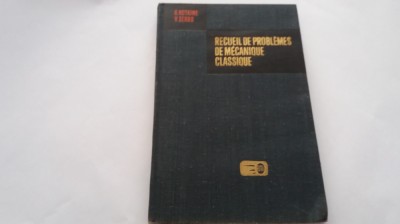 RECUEIL DE PROBLÈMES
DE MÉCANIQUE
CLASSIQUE